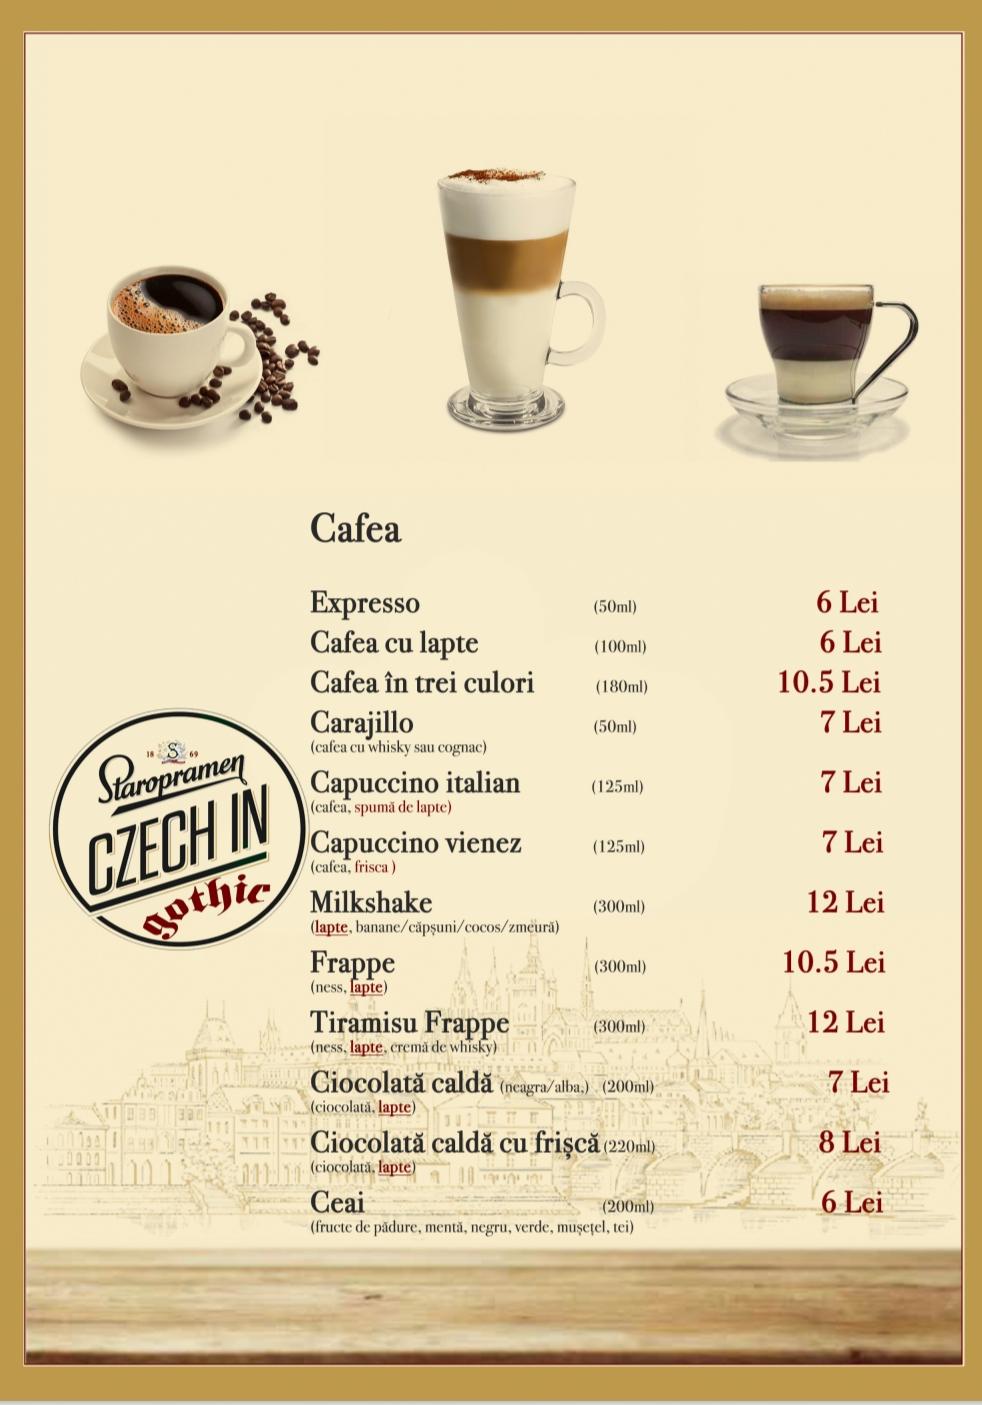 Cafea
Expresso (50ml) 6 Lei
Cafea cu lapte (100ml) 6 Lei
Cafea în trei culori (180ml) 10.5 Lei
Carajillo (50ml) 7 Lei
(cafea cu whisky sau cognac)
Capuccino italian (125ml) 7 Lei
(cafea, spumă de lapte)
Capuccino vienez (125ml) 7 Lei
(cafea, frisca )
Milkshake (300ml) 12 Lei
(lapte, banane/căpșuni/cocos/zmeură)
Frappe (300ml) 10.5 Lei
(ness, lapte)
Tiramisu Frappe (300ml) 12 Lei
(ness, lapte, cremă de whisky)
Ciocolată caldă (neagra/alba,) (200ml) 7 Lei
(ciocolată, lapte)
Ciocolată caldă cu frișcă (220ml) 8 Lei
(ciocolată, lapte)
Ceai (200ml) 6 Lei
(fructe de pădure, mentă, negru, verde, mușețel, tei)
18 S 69
Staropramen
CZECH IN
gothic